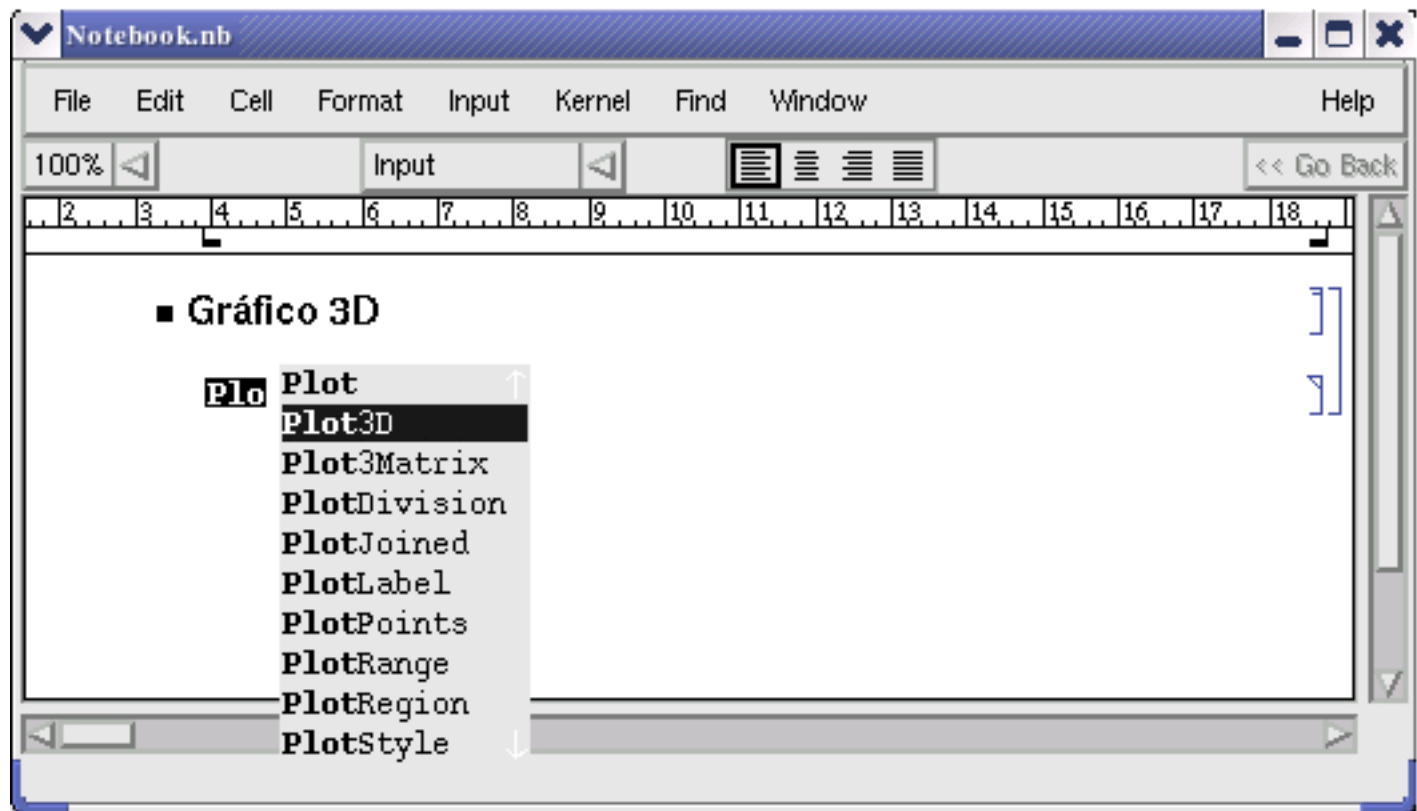 Notebook.nb
File Edit Cell Format Input Kernel Find Window Help
100% Input << Go Back
2 3 4 5 6 7 8 9 10 11 12 13 14 15 16 17 18
Gráfico 3D
Plo Plot
Plot3D
Plot3Matrix
PlotDivision
PlotJoined
PlotLabel
PlotPoints
PlotRange
PlotRegion
PlotStyle